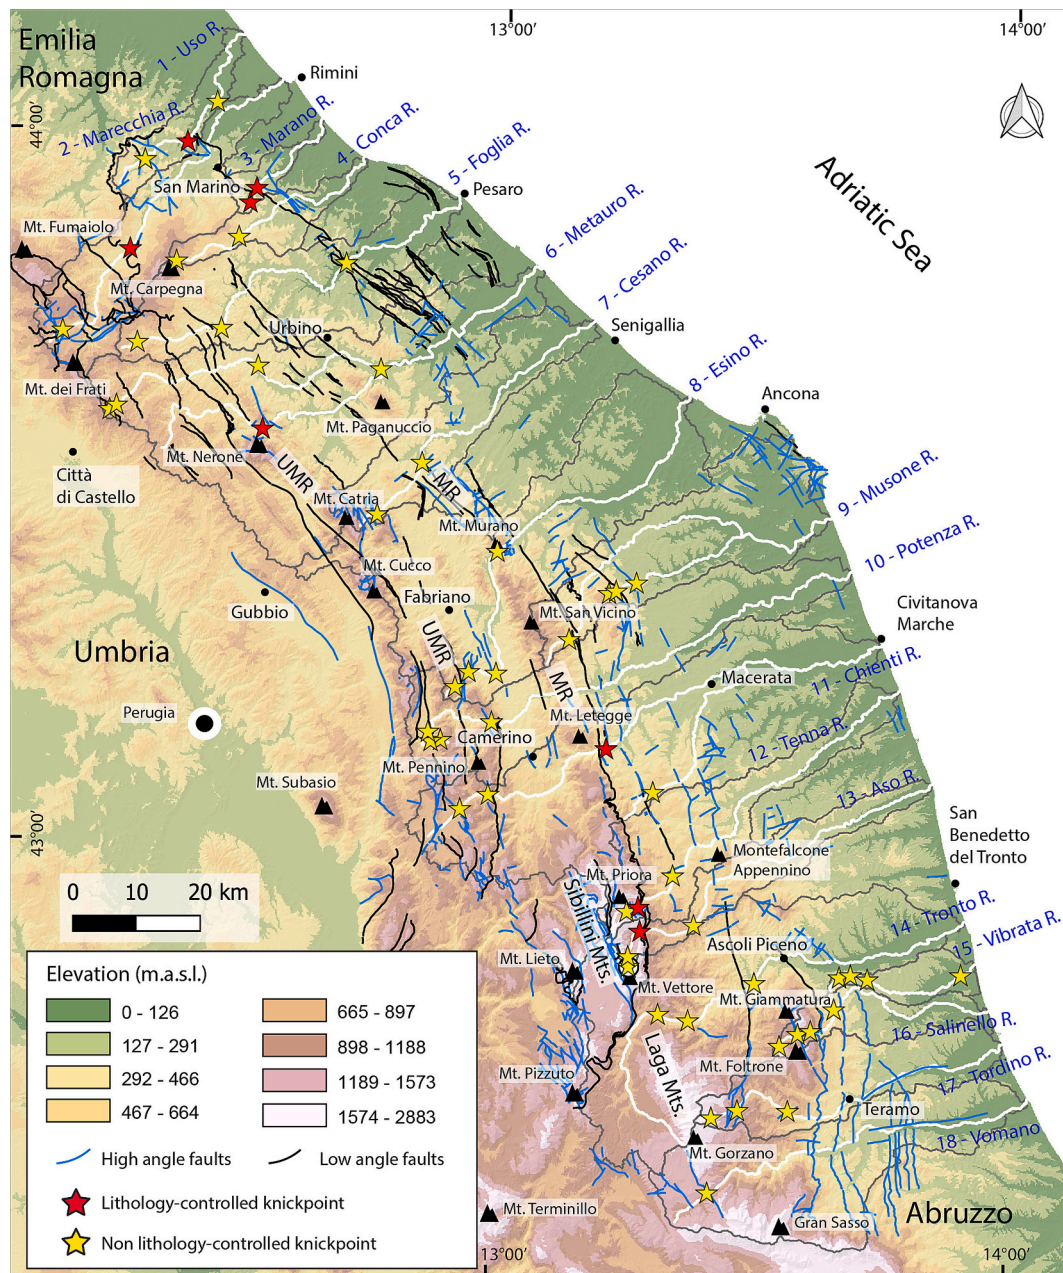 13°00'
14°00'
Emilia
Romagna
1 - Uso R.
Rimini
44°00'
2 - Marecchia R.
3 - Marano R.
4 - Conca R.
5 - Foglia R.
Pesaro
San Marino
Adriatic Sea
6 - Metauro R.
Mt. Fumaiolo
7 - Cesano R.
Mt. Carpegna
Urbino
Senigallia
8 - Esino R.
Mt. dei Frati
Ancona
Mt. Paganuccio
Mt. Nerone
Città
di Castello
UMR
MR
9 - Musone R.
Mt. Catria
Mt. Murano
10 - Potenza R.
Mt. Cucco
Fabriano
Gubbio
Mt. San Vicino
Civitanova
Marche
Umbria
UMR
MR
11 - Chienti R.
Macerata
Perugia
Mt. Letegge
Camerino
12 - Tenna R.
Mt. Pennino
Mt. Subasio
13 - Aso R.
43°00'
San
Benedetto
del Tronto
Montefalcone
Appennino
0 10 20 km
Mt. Priora
Sibillini Mts.
14 - Tronto R.
15 - Vibrata R.
Ascoli Piceno
Mt. Lieto
Mt. Vettore
Mt. Giammatura
16 - Salinello R.
Elevation (m.a.s.l.)
0 - 126
127 - 291
292 - 466
467 - 664
665 - 897
898 - 1188
1189 - 1573
1574 - 2883
Mt. Foltrone
Laga Mts.
Mt. Pizzuto
17 - Tordino R.
Teramo
18 - Vomano
Mt. Gorzano
High angle faults
Low angle faults
Lithology-controlled knickpoint
Non lithology-controlled knickpoint
Mt. Terminillo
Gran Sasso
Abruzzo
13°00'
14°00'